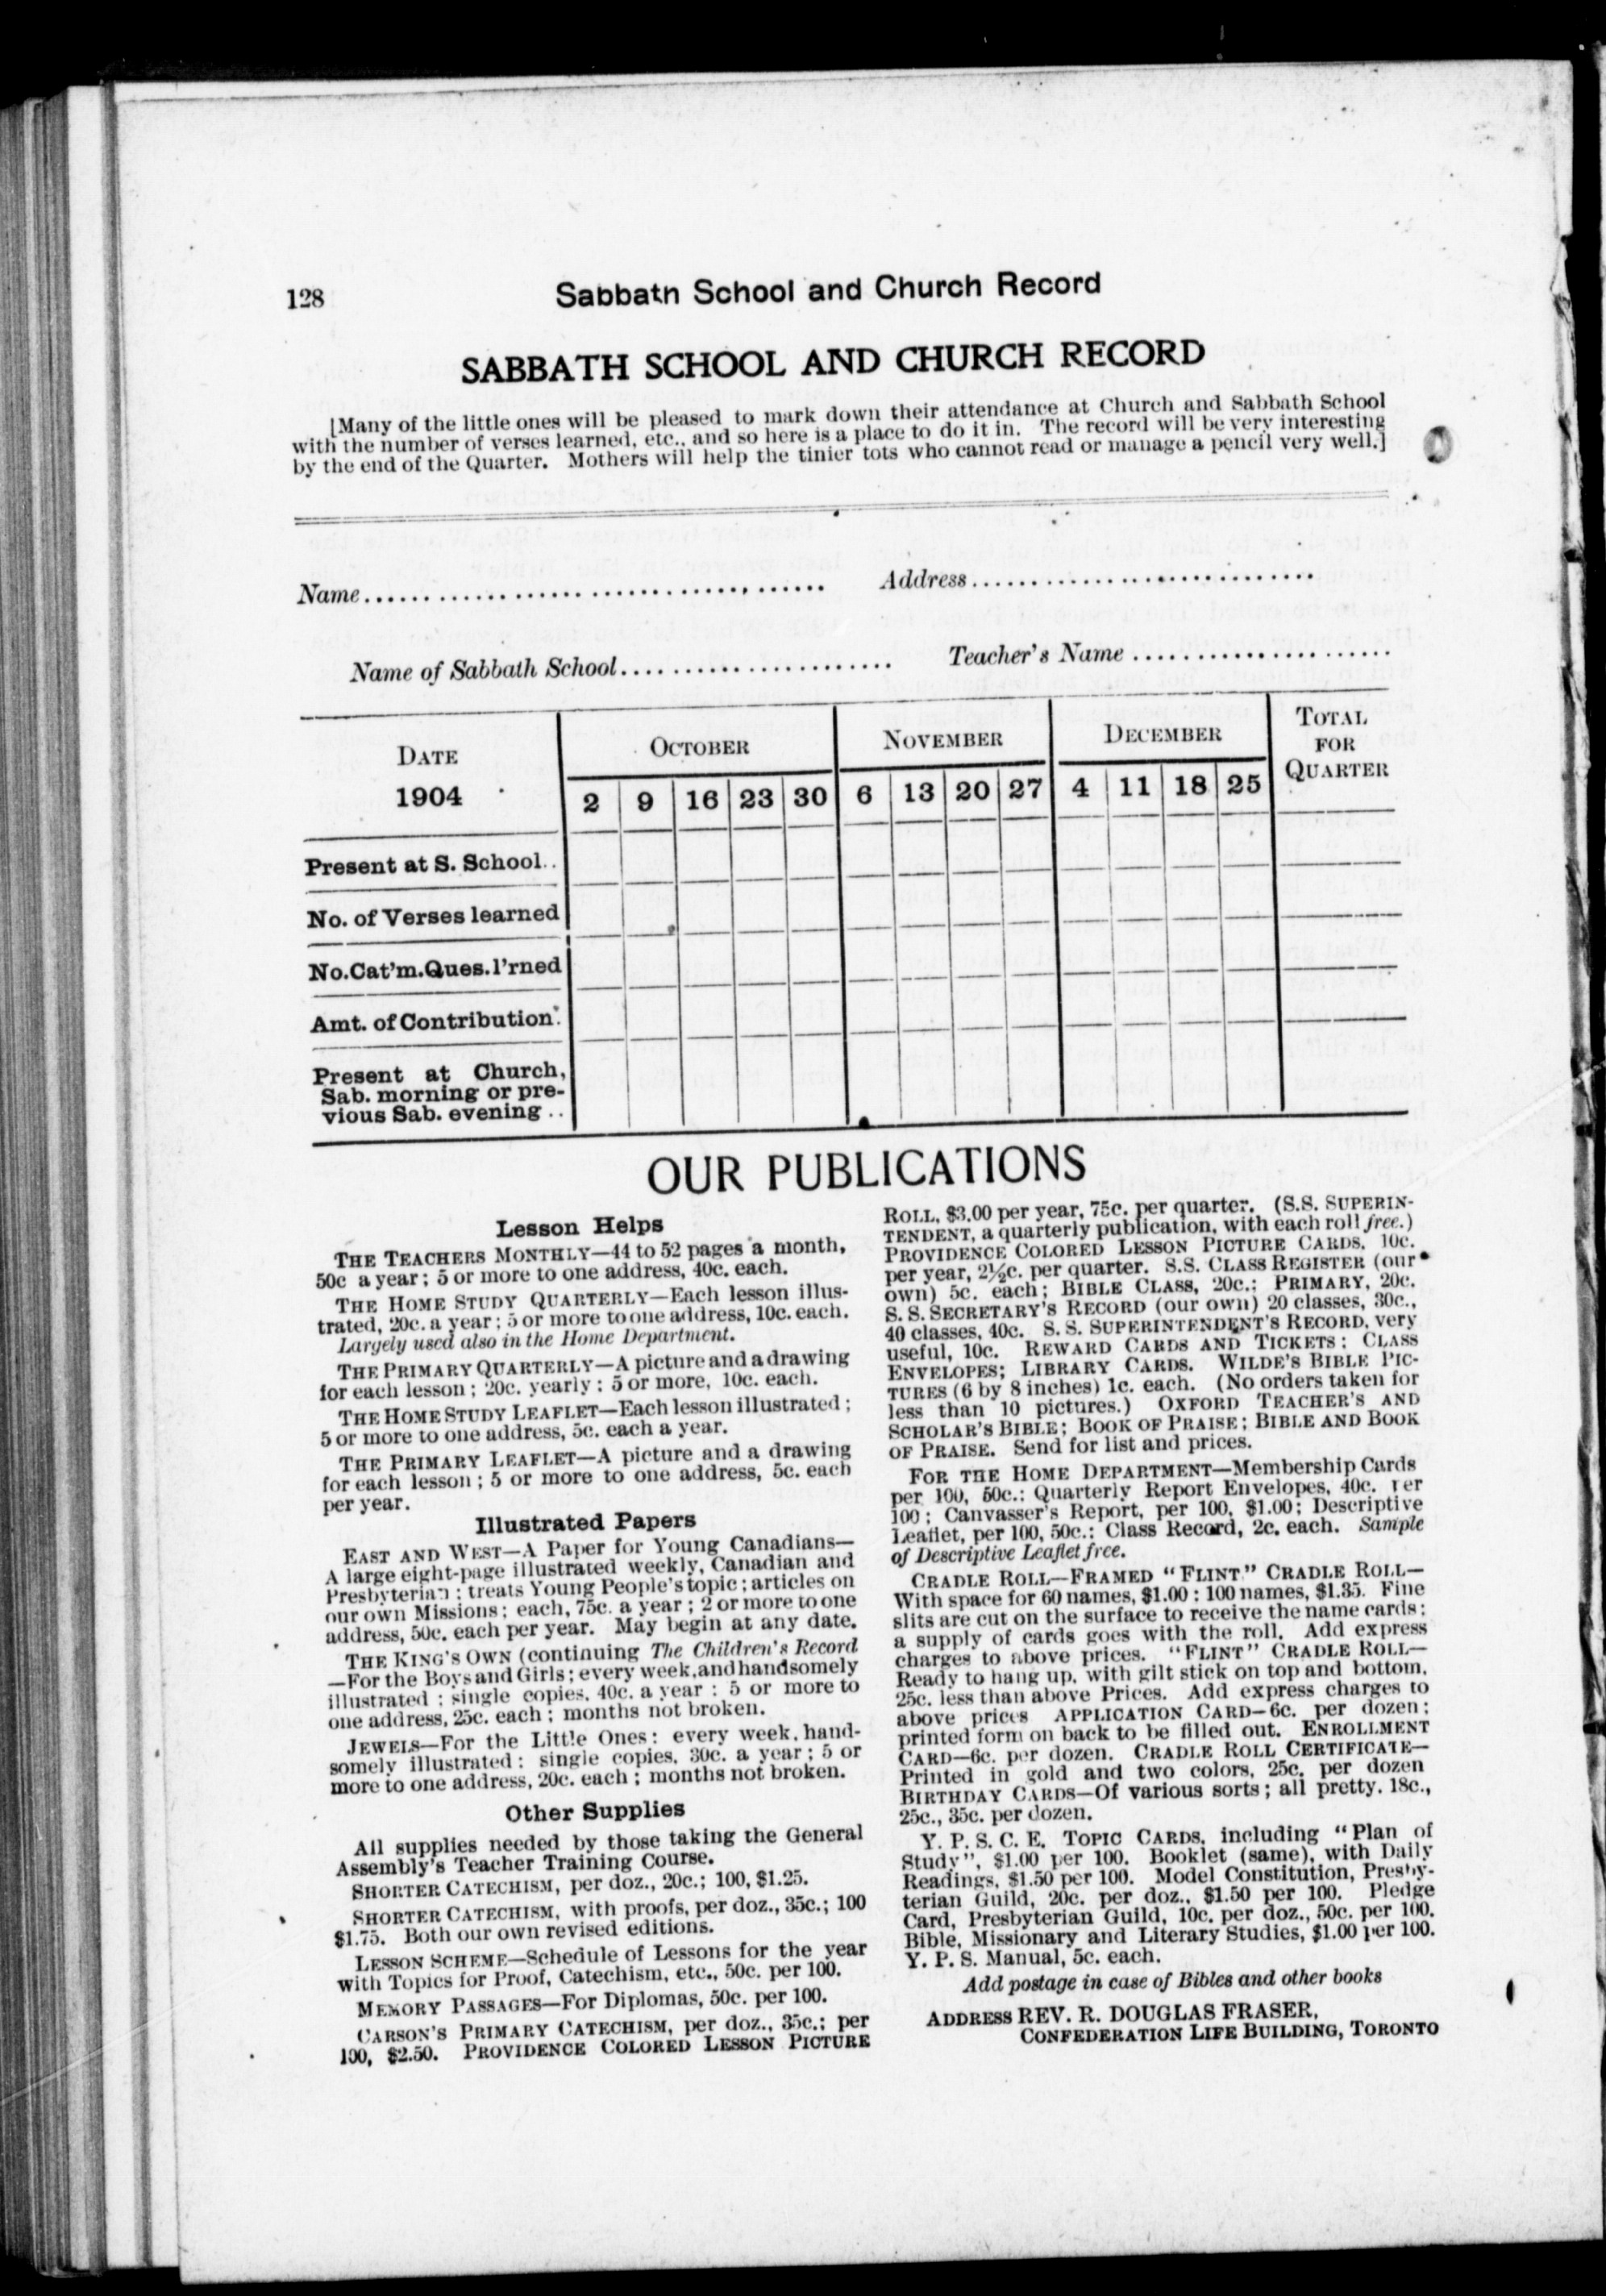 128
Sabbath School and Church Record
SABBATH SCHOOL AND CHURCH RECORD
[Many of the little ones will be pleased to mark down their attendance at Church and Sabbath School
with the number of verses learned, etc., and so here is a place to do it in. The record will be very interesting
by the end of the Quarter. Mothers will help the tinier tots who cannot read or manage a pencil very well.]
Name........................................ Address..............................
Name of Sabbath School....................... Teacher's Name ......................
DATE OCTOBER NOVEMBER DECEMBER TOTAL FOR QUARTER
1904 2 9 16 23 30 6 13 20 27 4 11 18 25
Present at S. School..
No. of Verses learned
No.Cat'm.Ques.l'rned
Amt. of Contribution.
Present at Church,
Sab. morning or pre-
vious Sab. evening ..
OUR PUBLICATIONS
Lesson Helps
THE TEACHERS MONTHLY—44 to 52 pages a month,
50c a year; 5 or more to one address, 40c. each.
THE HOME STUDY QUARTERLY—Each lesson illus-
trated, 20c. a year; 5 or more to one address, 10c. each.
Largely used also in the Home Department.
THE PRIMARY QUARTERLY—A picture and a drawing
for each lesson; 20c. yearly; 5 or more, 10c. each.
THE HOME STUDY LEAFLET—Each lesson illustrated;
5 or more to one address, 5c. each a year.
THE PRIMARY LEAFLET—A picture and a drawing
for each lesson; 5 or more to one address, 5c. each
per year.
Illustrated Papers
EAST AND WEST—A Paper for Young Canadians—
A large eight-page illustrated weekly, Canadian and
Presbyterian; treats Young People's topic; articles on
our own Missions; each, 75c. a year; 2 or more to one
address, 50c. each per year. May begin at any date.
THE KING'S OWN (continuing The Children's Record
—For the Boys and Girls; every week, and handsomely
illustrated; single copies, 40c. a year; 5 or more to
one address, 25c. each; months not broken.
JEWELS—For the Little Ones: every week, hand-
somely illustrated: single copies, 30c. a year; 5 or
more to one address, 20c. each; months not broken.
Other Supplies
All supplies needed by those taking the General
Assembly's Teacher Training Course.
SHORTER CATECHISM, per doz., 20c.; 100, $1.25.
SHORTER CATECHISM, with proofs, per doz., 35c.; 100
$1.75. Both our own revised editions.
LESSON SCHEME—Schedule of Lessons for the year
with Topics for Proof, Catechism, etc., 50c. per 100.
MEMORY PASSAGES—For Diplomas, 50c. per 100.
CARSON'S PRIMARY CATECHISM, per doz., 35c.; per
100, $2.50. PROVIDENCE COLORED LESSON PICTURE
ROLL, $3.00 per year, 75c. per quarter. (S.S. SUPERIN-
TENDENT, a quarterly publication, with each roll free.)
PROVIDENCE COLORED LESSON PICTURE CARDS, 10c.
per year, 2½c. per quarter. S.S. CLASS REGISTER (our
own) 5c. each; BIBLE CLASS, 20c.; PRIMARY, 20c.
S. S. SECRETARY'S RECORD (our own) 20 classes, 30c.,
40 classes, 40c. S. S. SUPERINTENDENT'S RECORD, very
useful, 10c. REWARD CARDS AND TICKETS: CLASS
ENVELOPES; LIBRARY CARDS. WILDE'S BIBLE PIC-
TURES (6 by 8 inches) 1c. each. (No orders taken for
less than 10 pictures.) OXFORD TEACHER'S AND
SCHOLAR'S BIBLE; BOOK OF PRAISE; BIBLE AND BOOK
OF PRAISE. Send for list and prices.
FOR THE HOME DEPARTMENT—Membership Cards
per 100, 50c.: Quarterly Report Envelopes, 40c. per
100; Canvasser's Report, per 100, $1.00; Descriptive
Leaflet, per 100, 50c.: Class Record, 2c. each. Sample
of Descriptive Leaflet free.
CRADLE ROLL—FRAMED "FLINT" CRADLE ROLL—
With space for 60 names, $1.00: 100 names, $1.35. Fine
slits are cut on the surface to receive the name cards;
a supply of cards goes with the roll. Add express
charges to above prices. "FLINT" CRADLE ROLL—
Ready to hang up, with gilt stick on top and bottom,
25c. less than above Prices. Add express charges to
above prices APPLICATION CARD—6c. per dozen;
printed form on back to be filled out. ENROLLMENT
CARD—6c. per dozen. CRADLE ROLL CERTIFICATE—
Printed in gold and two colors, 25c. per dozen
BIRTHDAY CARDS—Of various sorts; all pretty. 18c.,
25c., 35c. per dozen.
Y. P. S. C. E. TOPIC CARDS, including "Plan of
Study", $1.00 per 100. Booklet (same), with Daily
Readings, $1.50 per 100. Model Constitution, Presby-
terian Guild, 20c. per doz., $1.50 per 100. Pledge
Card, Presbyterian Guild, 10c. per doz., 50c. per 100.
Bible, Missionary and Literary Studies, $1.00 per 100.
Y. P. S. Manual, 5c. each.
Add postage in case of Bibles and other books
ADDRESS REV. R. DOUGLAS FRASER,
CONFEDERATION LIFE BUILDING, TORONTO